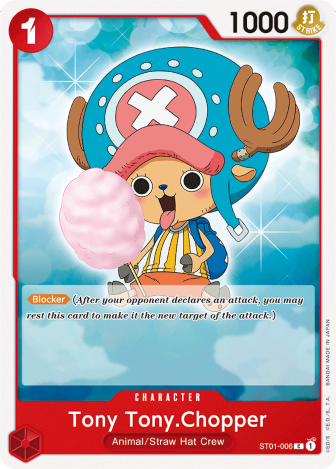 1
1000
打
STRIKE
Blocker (After your opponent declares an attack, you may
rest this card to make it the new target of the attack.)
CHARACTER
Tony Tony.Chopper
Animal/Straw Hat Crew
ST01-006 C 1
©E.O./S., T.A. BANDAI MADE IN JAPAN